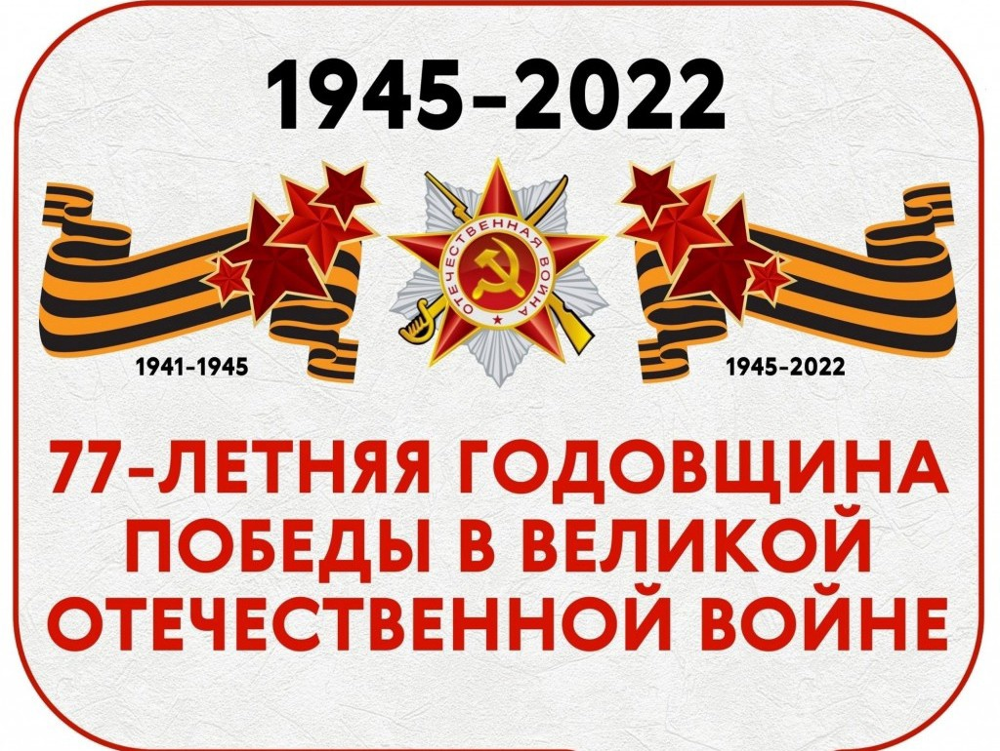 1945-2022
ОТЕЧЕСТВЕННАЯ ВОЙНА
1941-1945
1945-2022
77-ЛЕТНЯЯ ГОДОВЩИНА
ПОБЕДЫ В ВЕЛИКОЙ
ОТЕЧЕСТВЕННОЙ ВОЙНЕ